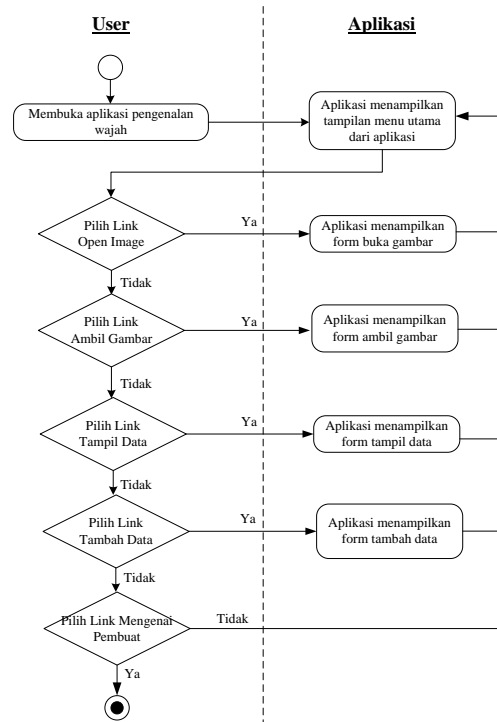 User
Aplikasi
Membuka aplikasi pengenalan
wajah
Aplikasi menampilkan
tampilan menu utama
dari aplikasi
Pilih Link
Open Image
Ya
Aplikasi menampilkan
form buka gambar
Tidak
Pilih Link
Ambil Gambar
Ya
Aplikasi menampilkan
form ambil gambar
Tidak
Pilih Link
Tampil Data
Ya
Aplikasi menampilkan
form tampil data
Tidak
Pilih Link
Tambah Data
Ya
Aplikasi menampilkan
form tambah data
Tidak
Pilih Link Mengenai
Pembuat
Tidak
Ya